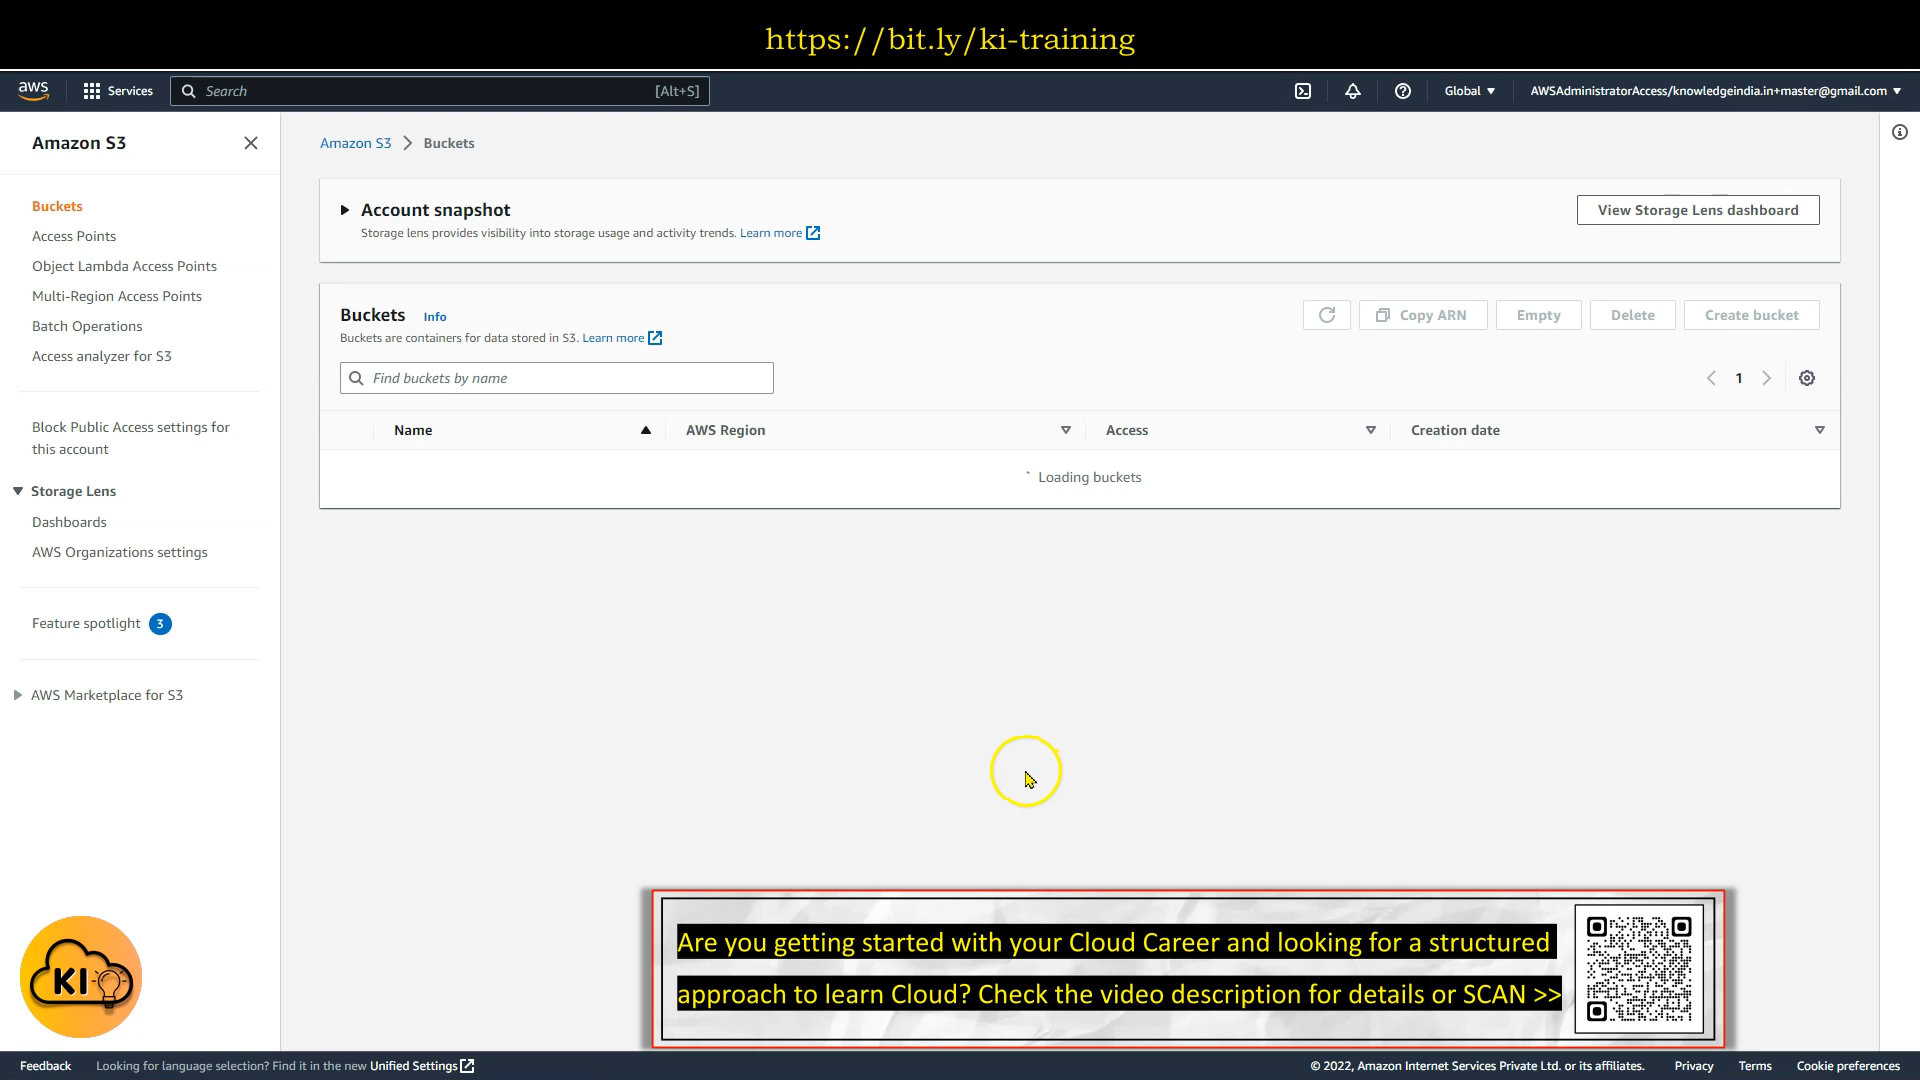 https://bit.ly/ki-training
aws
Services
Search
[Alt+S]
Global
AWSAdministratorAccess/knowledgeindia.in+master@gmail.com
Amazon S3
Buckets
Access Points
Object Lambda Access Points
Multi-Region Access Points
Batch Operations
Access analyzer for S3
Block Public Access settings for
this account
Storage Lens
Dashboards
AWS Organizations settings
Feature spotlight 3
AWS Marketplace for S3
Amazon S3 > Buckets
Account snapshot
Storage lens provides visibility into storage usage and activity trends. Learn more
View Storage Lens dashboard
Buckets Info
Buckets are containers for data stored in S3. Learn more
Copy ARN
Empty
Delete
Create bucket
Find buckets by name
1
Name
AWS Region
Access
Creation date
Loading buckets
KI
Are you getting started with your Cloud Career and looking for a structured
approach to learn Cloud? Check the video description for details or SCAN >>
Feedback
Looking for language selection? Find it in the new Unified Settings
© 2022, Amazon Internet Services Private Ltd. or its affiliates.
Privacy
Terms
Cookie preferences